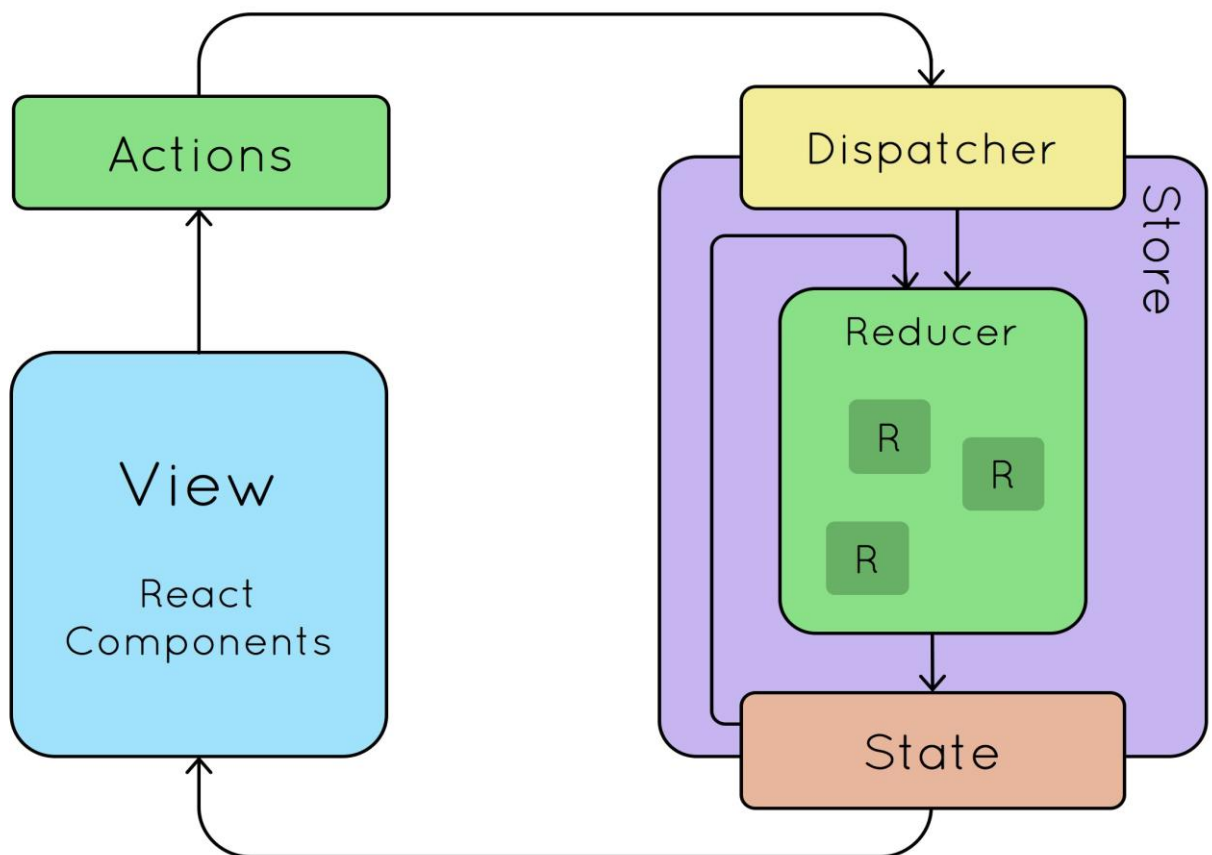 Actions
Dispatcher
Store
Reducer
R
R
R
View
React
Components
State